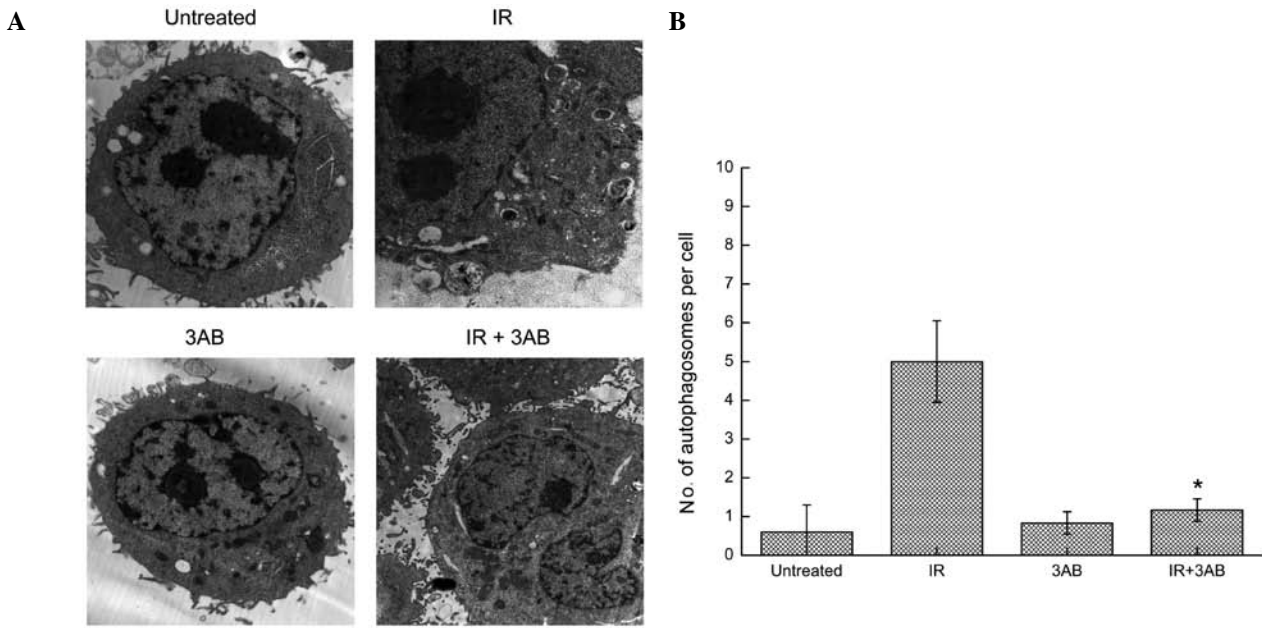 A
Untreated
IR
3AB
IR + 3AB
B
No. of autophagosomes per cell
10
9
8
7
6
5
4
3
2
1
0
*
Untreated IR 3AB IR+3AB